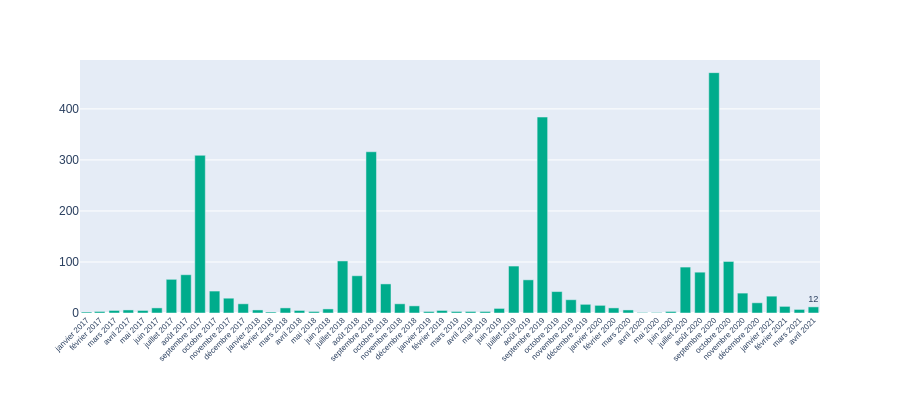 400
300
200
100
0
12
janvier 2017
février 2017
mars 2017
avril 2017
mai 2017
juin 2017
juillet 2017
août 2017
septembre 2017
octobre 2017
novembre 2017
décembre 2017
janvier 2018
février 2018
mars 2018
avril 2018
mai 2018
juin 2018
juillet 2018
août 2018
septembre 2018
octobre 2018
novembre 2018
décembre 2018
janvier 2019
février 2019
mars 2019
avril 2019
mai 2019
juin 2019
juillet 2019
août 2019
septembre 2019
octobre 2019
novembre 2019
décembre 2019
janvier 2020
février 2020
mars 2020
avril 2020
mai 2020
juin 2020
juillet 2020
août 2020
septembre 2020
octobre 2020
novembre 2020
décembre 2020
janvier 2021
février 2021
mars 2021
avril 2021